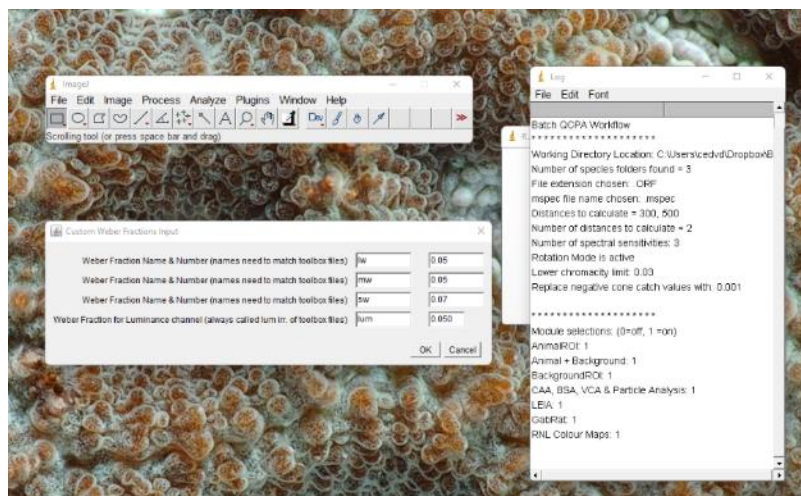 ImageJ
File Edit Image Process Analyze Plugins Window Help
A Dev
Scrolling tool (or press space bar and drag)
Log
File Edit Font
Batch QCPA Workflow
********************
Working Directory Location: C:\Users\cedvd\Dropbox\B
Number of species folders found = 3
File extension chosen: .ORF
mspec file name chosen: .mspec
Distances to calculate = 300, 500
Number of distances to calculate = 2
Number of spectral sensitivities: 3
Rotation Mode is active
Lower chromacity limit: 0.03
Replace negative cone catch values with: 0.001
********************
Module selections: (0=off, 1 =on)
AnimalROI: 1
Animal + Background: 1
BackgroundROI: 1
CAA, BSA, VCA & Particle Analysis: 1
LEIA: 1
GabRat: 1
RNL Colour Maps: 1
Custom Weber Fractions Input
Weber Fraction Name & Number (names need to match toolbox files) lw 0.05
Weber Fraction Name & Number (names need to match toolbox files) mw 0.05
Weber Fraction Name & Number (names need to match toolbox files) sw 0.07
Weber Fraction for Luminance channel (always called lum irr. of toolbox files) lum 0.050
OK Cancel